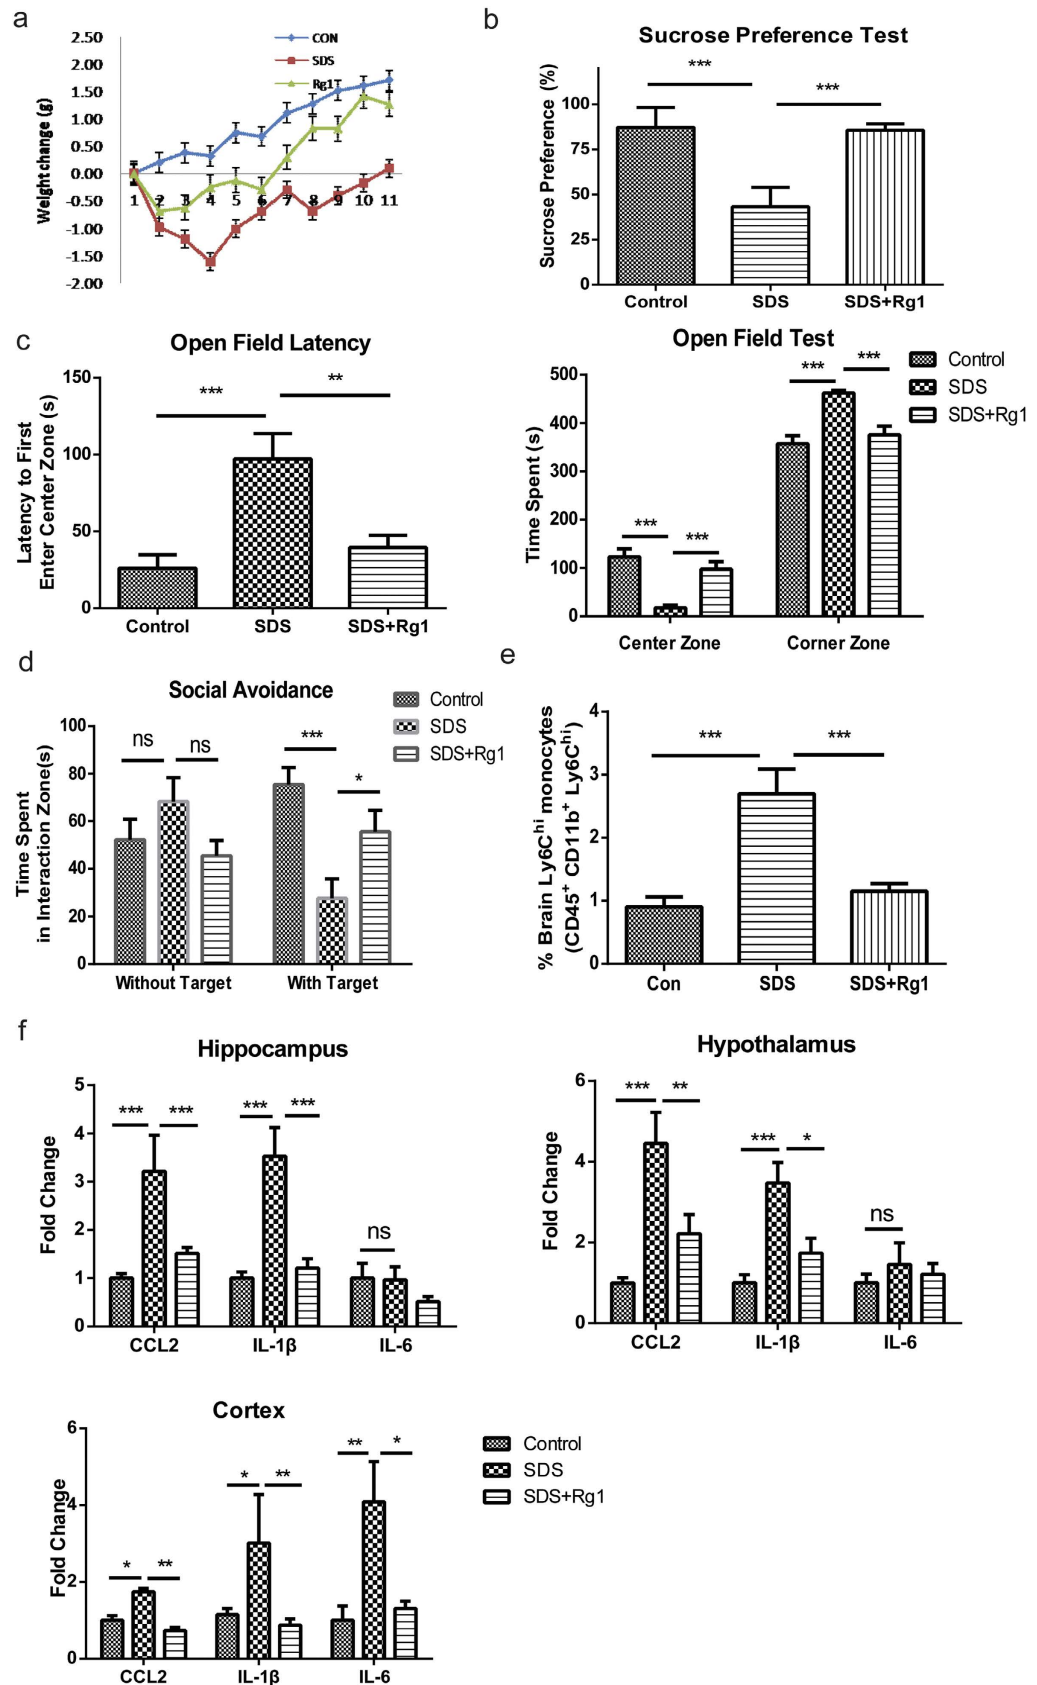 a
2.50
2.00
1.50
1.00
0.50
0.00
-0.50
-1.00
-1.50
-2.00
Weight change (g)
CON
SDS
Rg1
1 2 3 4 5 6 7 8 9 10 11
b
Sucrose Preference Test
Sucrose Preference (%)
100
75
50
25
0
***
***
Control SDS SDS+Rg1
c
Open Field Latency
Latency to First
Enter Center Zone (s)
150
100
50
0
***
**
Control SDS SDS+Rg1
Open Field Test
Time Spent (s)
500
400
300
200
100
0
*** ***
*** ***
Center Zone Corner Zone
Control
SDS
SDS+Rg1
d
Social Avoidance
Time Spent
in Interaction Zone(s)
100
80
60
40
20
0
ns ns
***
*
Without Target With Target
Control
SDS
SDS+Rg1
e
% Brain Ly6C^hi monocytes
(CD45⁺ CD11b⁺ Ly6C^hi)
4
3
2
1
0
*** ***
Con SDS SDS+Rg1
f
Hippocampus
Fold Change
5
4
3
2
1
0
*** ***
*** ***
ns
CCL2 IL-1β IL-6
Hypothalamus
Fold Change
6
4
2
0
*** **
*** *
ns
CCL2 IL-1β IL-6
Cortex
Fold Change
6
4
2
0
* **
* **
** *
CCL2 IL-1β IL-6
Control
SDS
SDS+Rg1